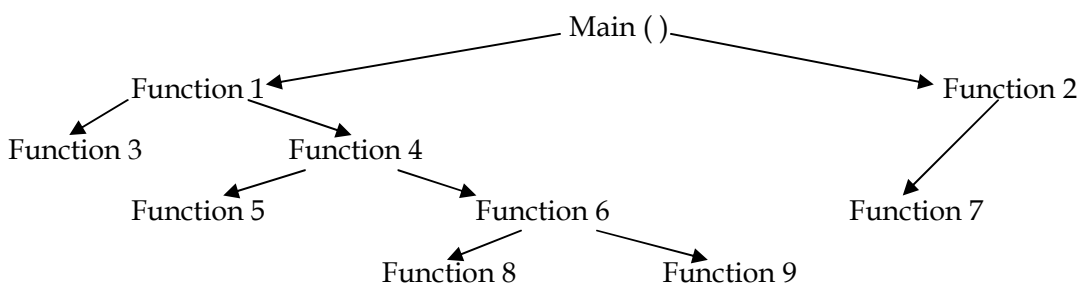 Main ( )
Function 1
Function 2
Function 3
Function 4
Function 5
Function 6
Function 7
Function 8
Function 9